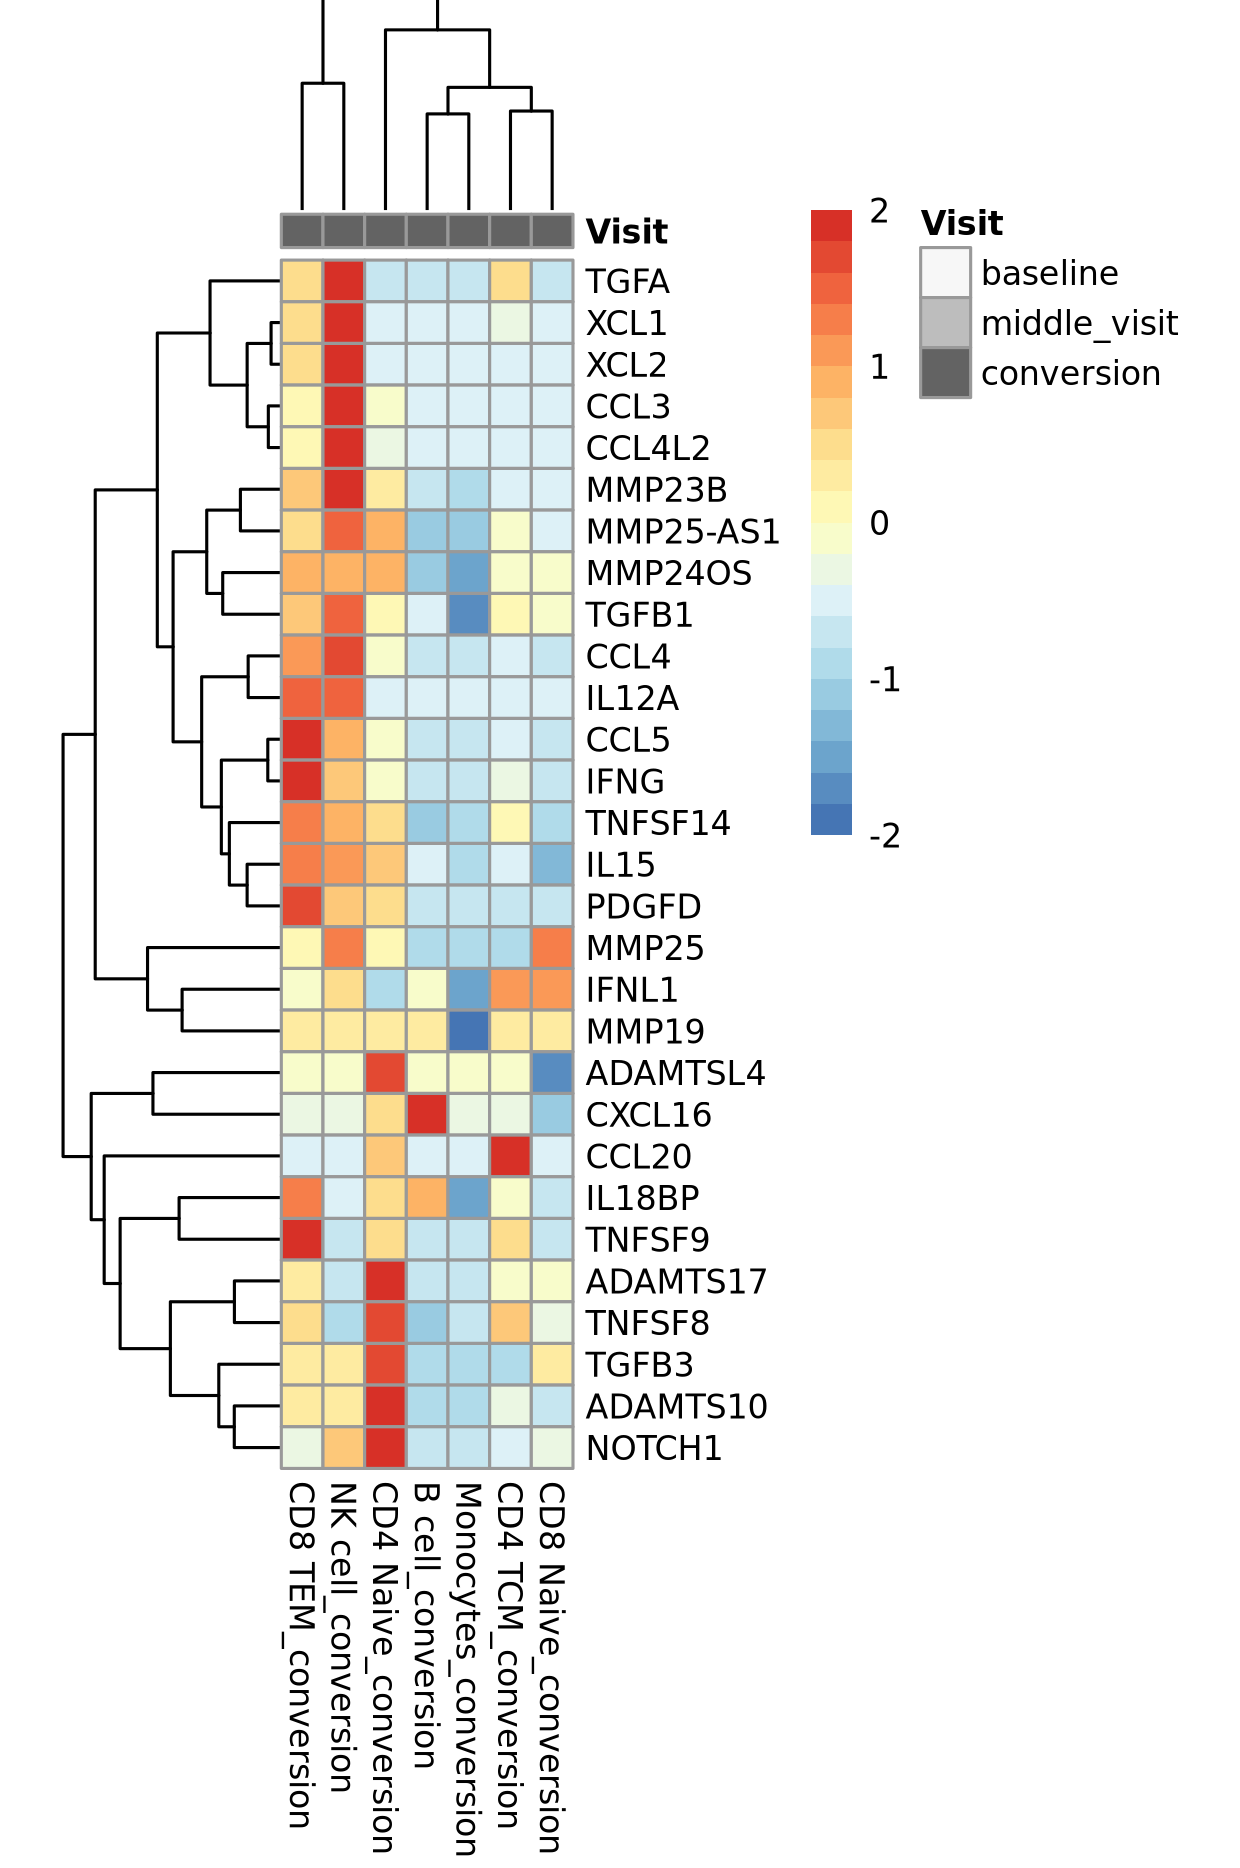 Visit
TGFA
XCL1
XCL2
CCL3
CCL4L2
MMP23B
MMP25-AS1
MMP24OS
TGFB1
CCL4
IL12A
CCL5
IFNG
TNFSF14
IL15
PDGFD
MMP25
IFNL1
MMP19
ADAMTSL4
CXCL16
CCL20
IL18BP
TNFSF9
ADAMTS17
TNFSF8
TGFB3
ADAMTS10
NOTCH1
CD8 TEM_conversion
NK cell_conversion
CD4 Naive_conversion
B cell_conversion
Monocytes_conversion
CD4 TCM_conversion
CD8 Naive_conversion
2
1
0
-1
-2
Visit
baseline
middle_visit
conversion